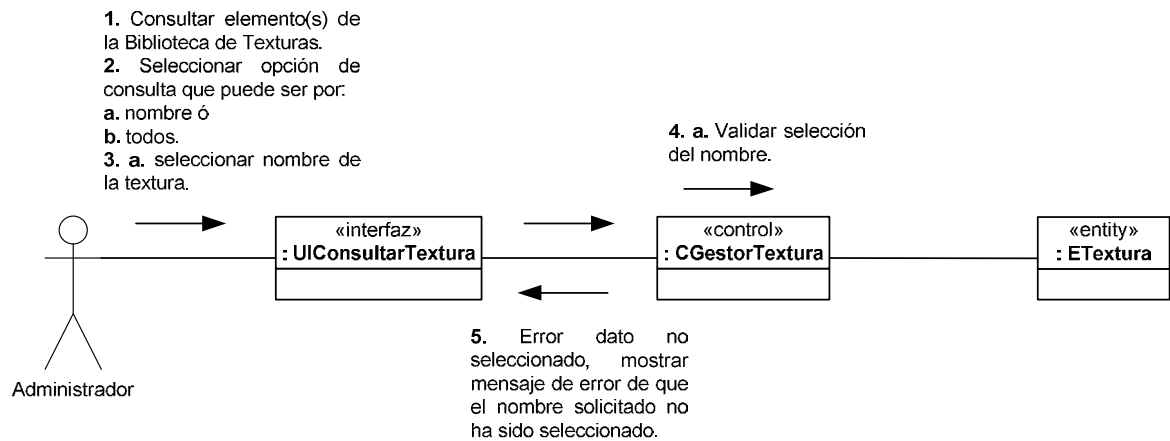 1. Consultar elemento(s) de
la Biblioteca de Texturas.
2. Seleccionar opción de
consulta que puede ser por:
a. nombre ó
b. todos.
3. a. seleccionar nombre de
la textura.
4. a. Validar selección
del nombre.
«interfaz»
: UIConsultarTextura
«control»
: CGestorTextura
«entity»
: ETextura
Administrador
5. Error dato no
seleccionado, mostrar
mensaje de error de que
el nombre solicitado no
ha sido seleccionado.